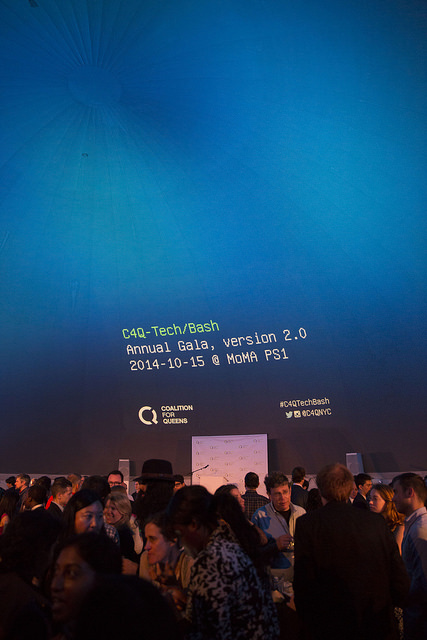 C4Q-Tech/Bash
Annual Gala, version 2.0
2014-10-15 @ MoMA PS1
COALITION
FOR
QUEENS
#C4QTechBash
@C4QNYC